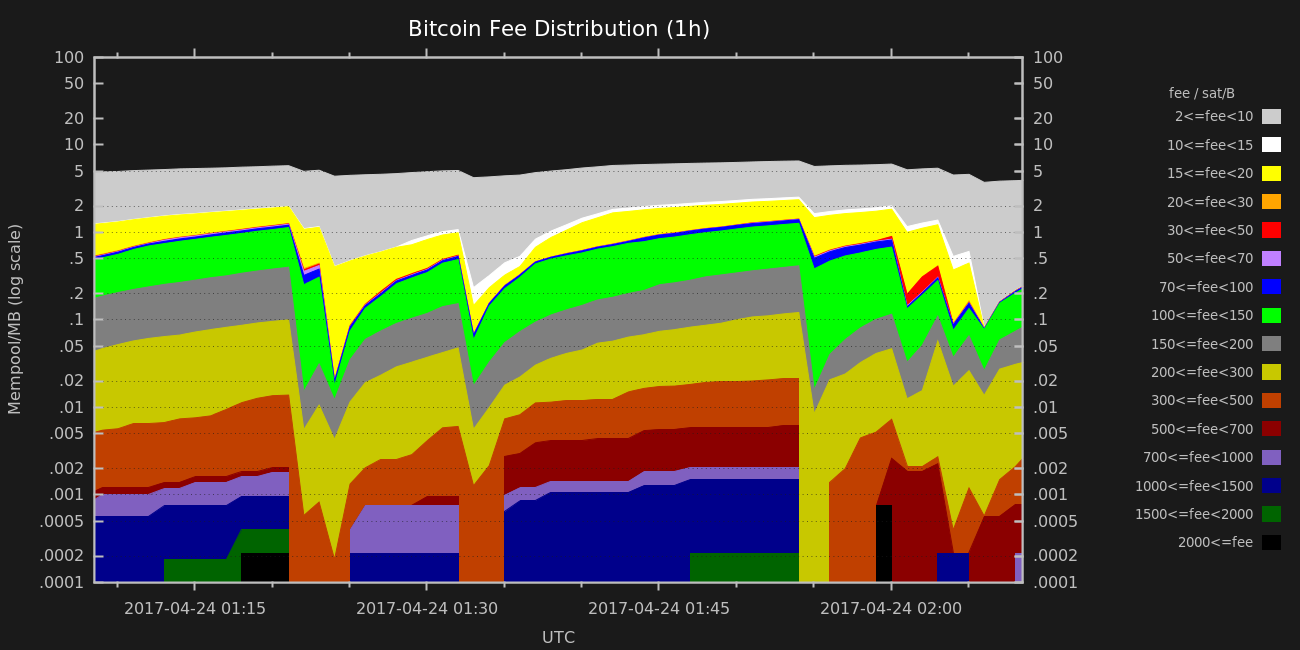 Bitcoin Fee Distribution (1h)
100 100
50 50
20 20
10 10
5 5
2 2
1 1
.5 .5
.2 .2
.1 .1
.05 .05
.02 .02
.01 .01
.005 .005
.002 .002
.001 .001
.0005 .0005
.0002 .0002
.0001 .0001
Mempool/MB (log scale)
2017-04-24 01:15 2017-04-24 01:30 2017-04-24 01:45 2017-04-24 02:00
UTC
fee / sat/B
2<=fee<10
10<=fee<15
15<=fee<20
20<=fee<30
30<=fee<50
50<=fee<70
70<=fee<100
100<=fee<150
150<=fee<200
200<=fee<300
300<=fee<500
500<=fee<700
700<=fee<1000
1000<=fee<1500
1500<=fee<2000
2000<=fee